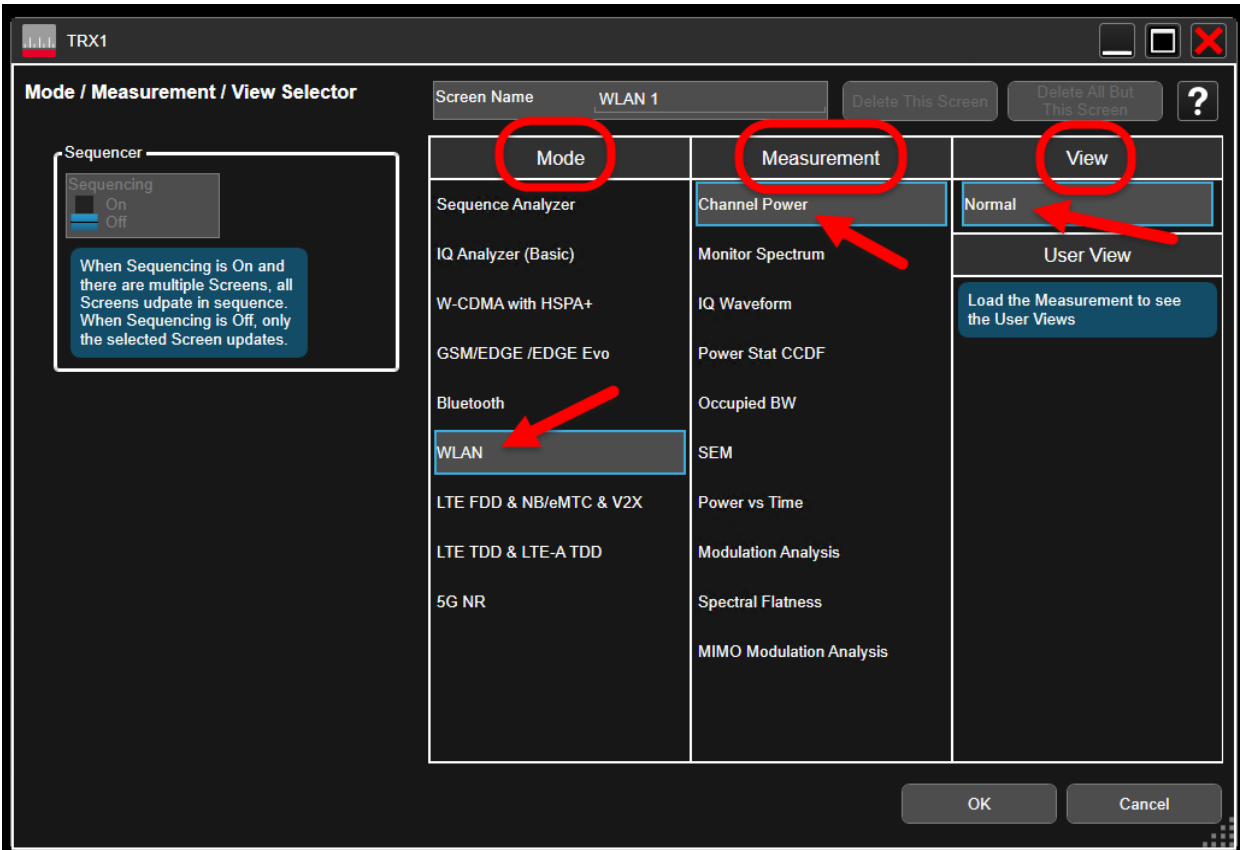 TRX1
Mode / Measurement / View Selector
Screen Name
WLAN 1
Delete This Screen
Delete All But
This Screen
?
Sequencer
Sequencing
On
Off
When Sequencing is On and
there are multiple Screens, all
Screens udpate in sequence.
When Sequencing is Off, only
the selected Screen updates.
Mode
Sequence Analyzer
IQ Analyzer (Basic)
W-CDMA with HSPA+
GSM/EDGE /EDGE Evo
Bluetooth
WLAN
LTE FDD & NB/eMTC & V2X
LTE TDD & LTE-A TDD
5G NR
Measurement
Channel Power
Monitor Spectrum
IQ Waveform
Power Stat CCDF
Occupied BW
SEM
Power vs Time
Modulation Analysis
Spectral Flatness
MIMO Modulation Analysis
View
Normal
User View
Load the Measurement to see
the User Views
OK
Cancel